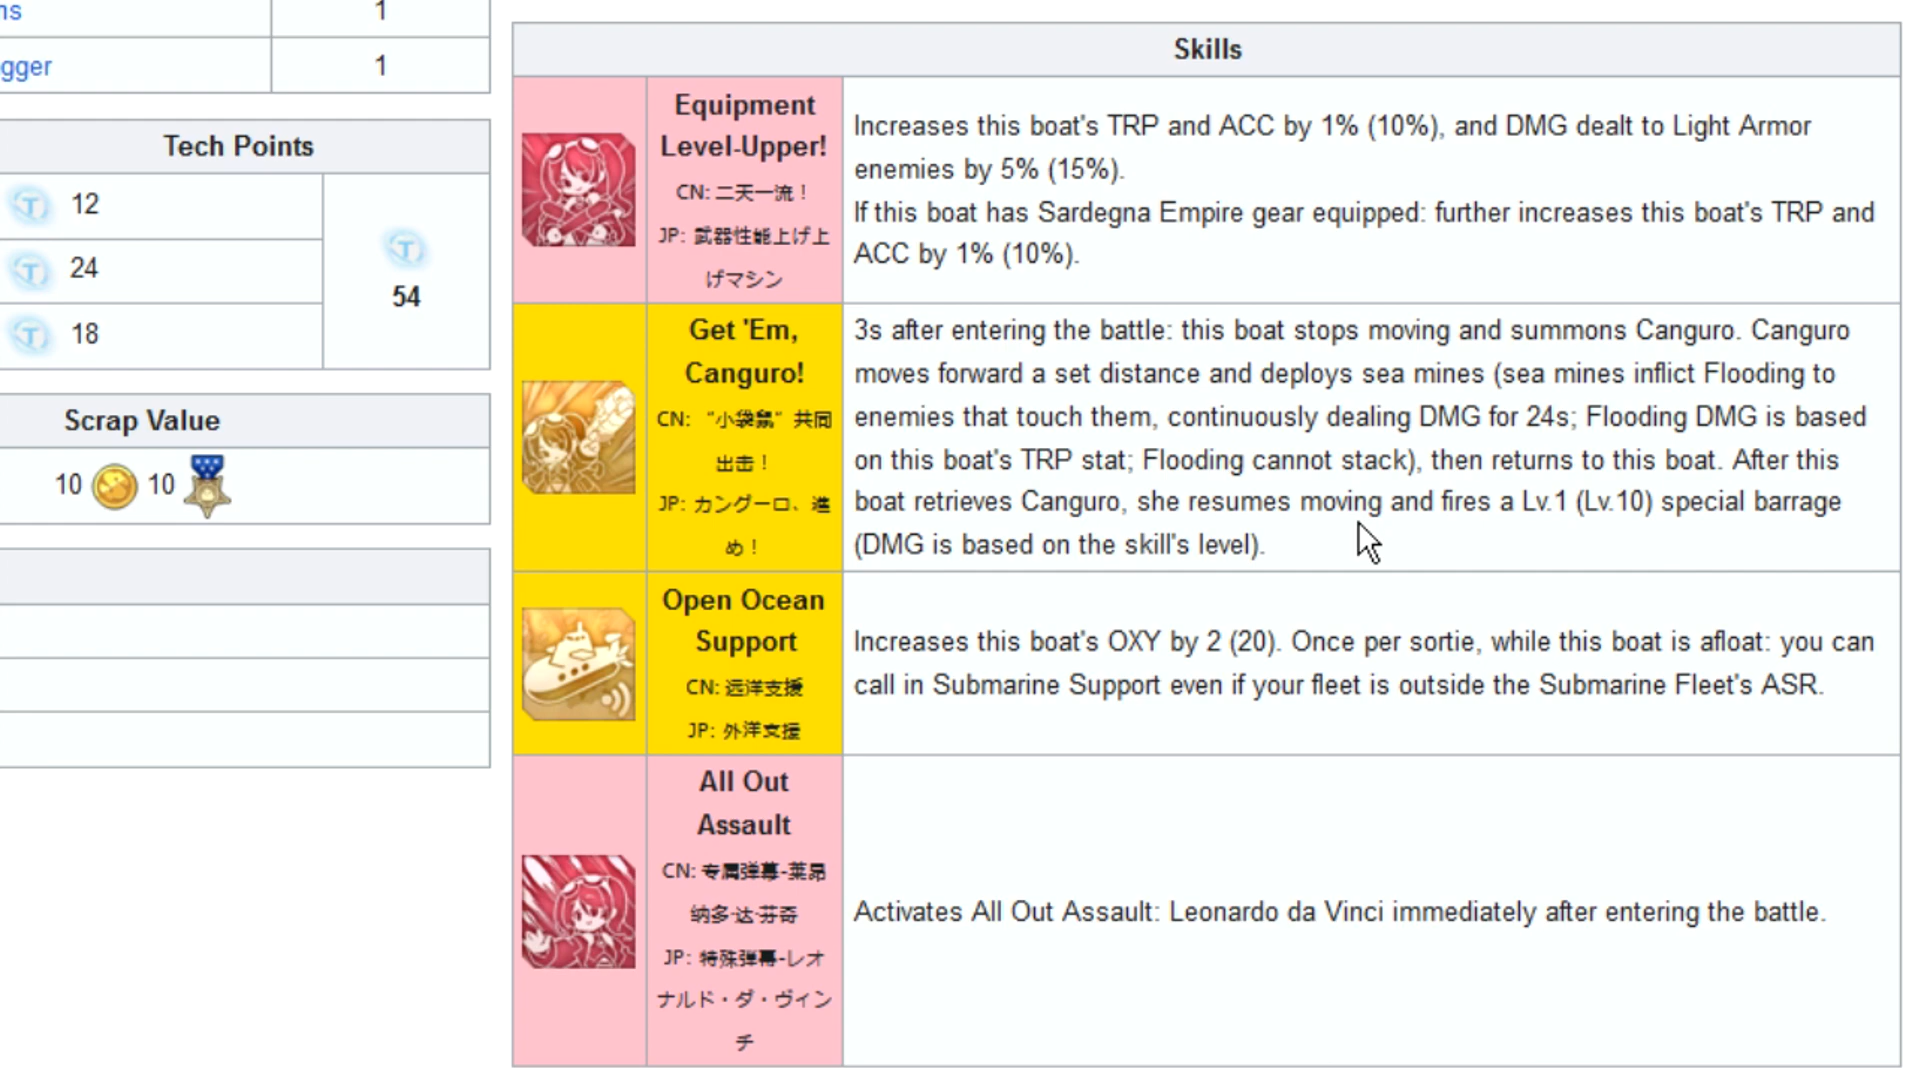 ns
1
gger
1
Tech Points
12
24
18
54
Scrap Value
10
10
Skills
Equipment
Level-Upper!
CN: 二天一流！
JP: 武器性能上げ上
げマシン
Increases this boat's TRP and ACC by 1% (10%), and DMG dealt to Light Armor
enemies by 5% (15%).
If this boat has Sardegna Empire gear equipped: further increases this boat's TRP and
ACC by 1% (10%).
Get 'Em,
Canguro!
CN: “小袋鼠”共同
出击！
JP: カングーロ、進
め！
3s after entering the battle: this boat stops moving and summons Canguro. Canguro
moves forward a set distance and deploys sea mines (sea mines inflict Flooding to
enemies that touch them, continuously dealing DMG for 24s; Flooding DMG is based
on this boat's TRP stat; Flooding cannot stack), then returns to this boat. After this
boat retrieves Canguro, she resumes moving and fires a Lv.1 (Lv.10) special barrage
(DMG is based on the skill's level).
Open Ocean
Support
CN: 远洋支援
JP: 外洋支援
Increases this boat's OXY by 2 (20). Once per sortie, while this boat is afloat: you can
call in Submarine Support even if your fleet is outside the Submarine Fleet's ASR.
All Out
Assault
CN: 专属弹幕-莱昂
纳多·达·芬奇
JP: 特殊弾幕-レオ
ナルド・ダ・ヴィン
チ
Activates All Out Assault: Leonardo da Vinci immediately after entering the battle.